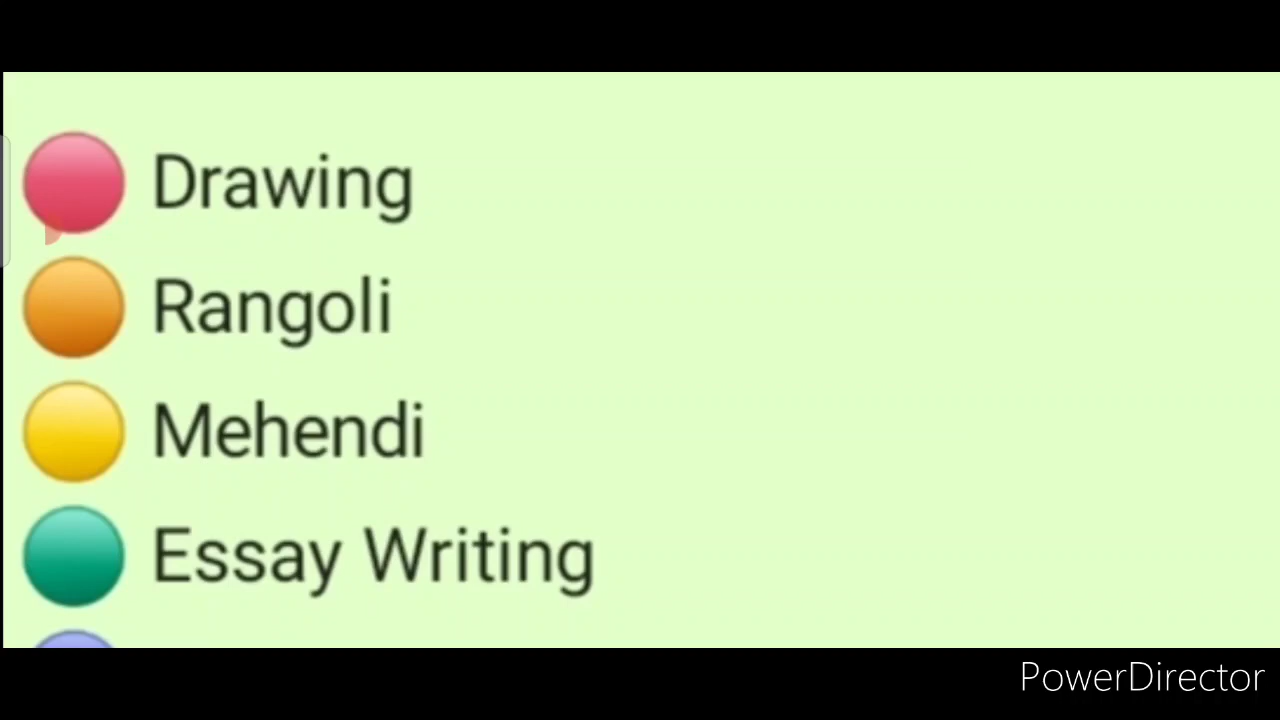 Drawing
Rangoli
Mehendi
Essay Writing
PowerDirector